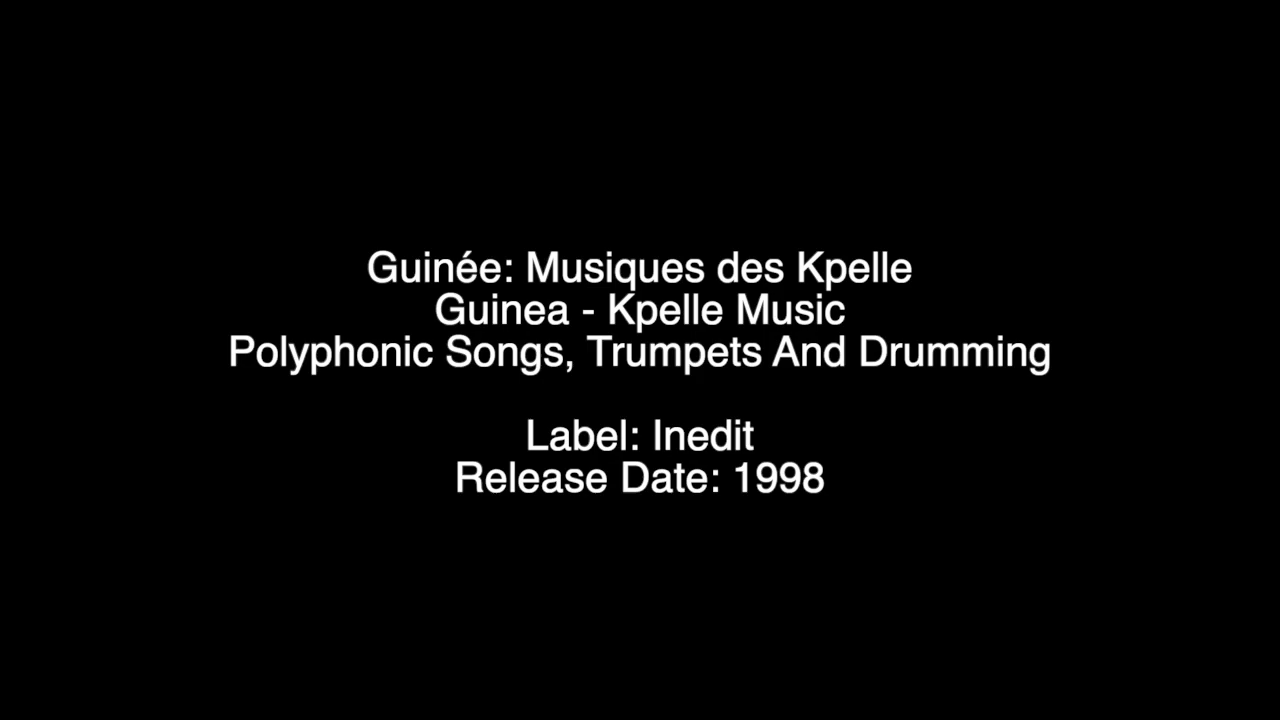 Guinée: Musiques des Kpelle
Guinea - Kpelle Music
Polyphonic Songs, Trumpets And Drumming
Label: Inedit
Release Date: 1998